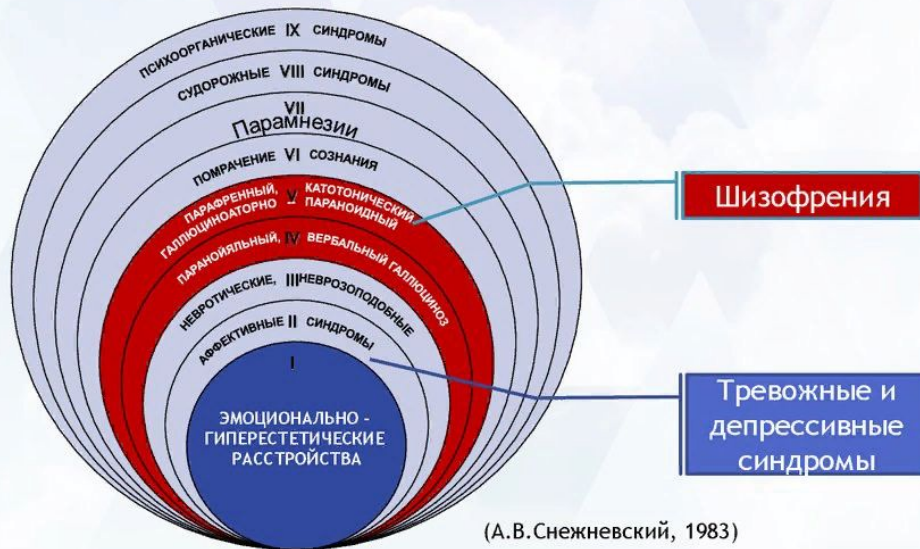 ПСИХООРГАНИЧЕСКИЕ IX СИНДРОМЫ
СУДОРОЖНЫЕ VIII СИНДРОМЫ
VII
Парамнезии
ПОМРАЧЕНИЕ VI СОЗНАНИЯ
ПАРАФРЕННЫЙ, V КАТОТОНИЧЕСКИЙ,
ГАЛЛЮЦИНОАТОРНО ПАРАНОИДНЫЙ
ПАРАНОЙЯЛЬНЫЙ, IV ВЕРБАЛЬНЫЙ ГАЛЛЮЦИНОЗ
НЕВРОТИЧЕСКИЕ, III НЕВРОЗОПОДОБНЫЕ
АФФЕКТИВНЫЕ II СИНДРОМЫ
I
ЭМОЦИОНАЛЬНО -
ГИПЕРЕСТЕТИЧЕСКИЕ
РАССТРОЙСТВА
Шизофрения
Тревожные и
депрессивные
синдромы
(А.В.Снежневский, 1983)